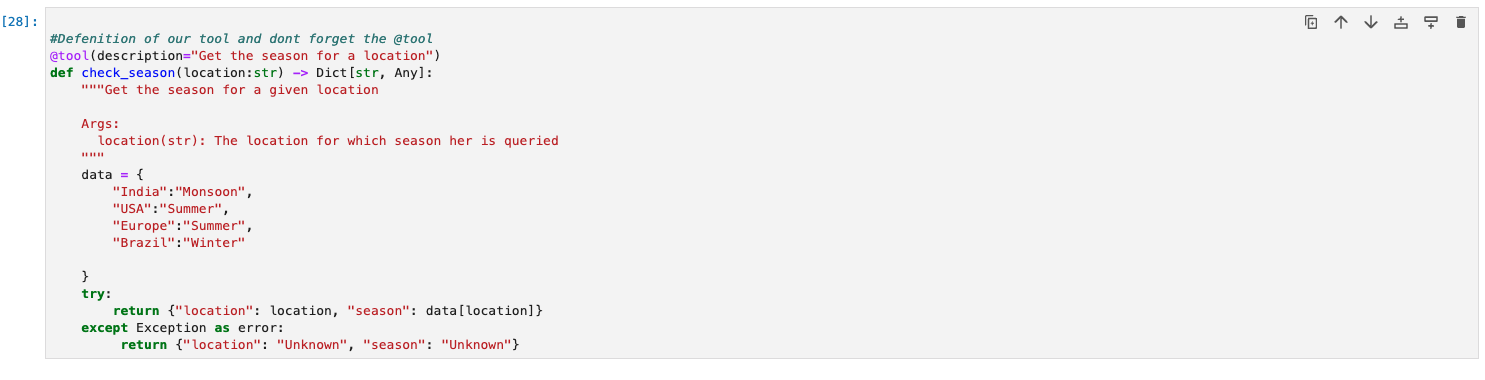 [28]:
#Defenition of our tool and dont forget the @tool
@tool(description="Get the season for a location")
def check_season(location:str) -> Dict[str, Any]:
    """Get the season for a given location

    Args:
      location(str): The location for which season her is queried
    """
    data = {
        "India":"Monsoon",
        "USA":"Summer",
        "Europe":"Summer",
        "Brazil":"Winter"

    }
    try:
        return {"location": location, "season": data[location]}
    except Exception as error:
         return {"location": "Unknown", "season": "Unknown"}